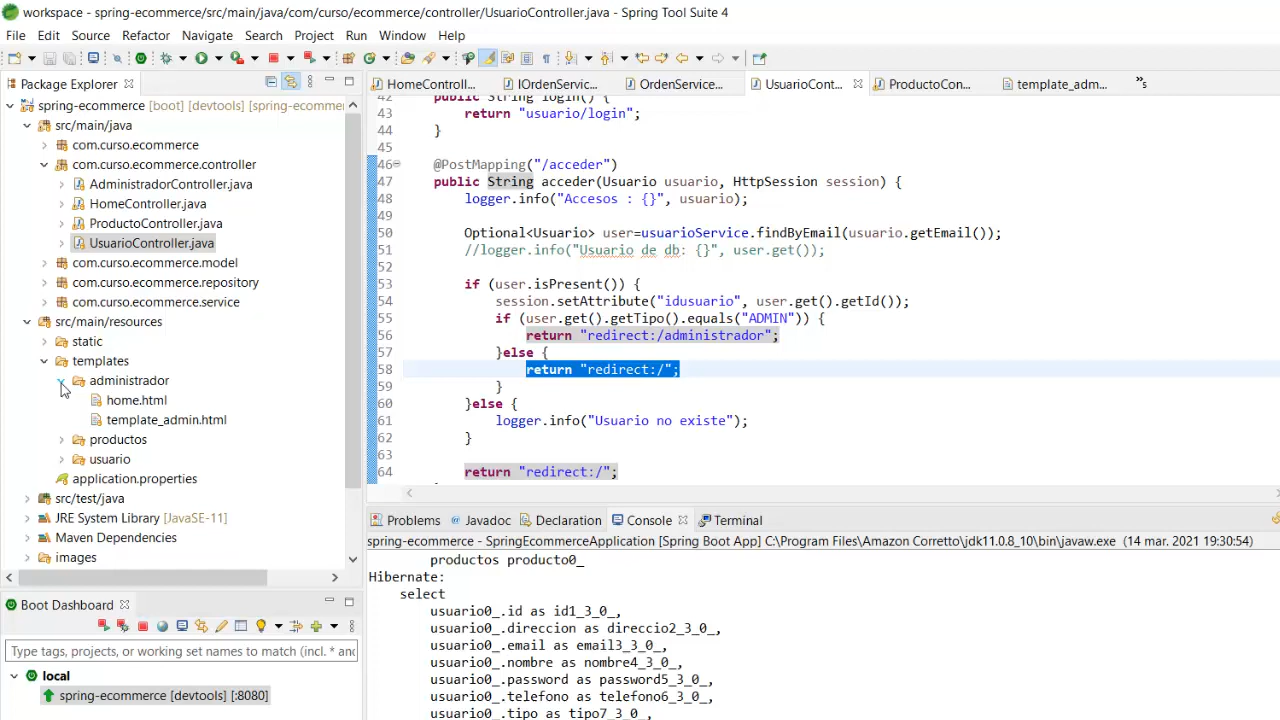 workspace - spring-ecommerce/src/main/java/com/curso/ecommerce/controller/UsuarioController.java - Spring Tool Suite 4
File Edit Source Refactor Navigate Search Project Run Window Help
Package Explorer
spring-ecommerce [boot] [devtools] [spring-ecomme
src/main/java
com.curso.ecommerce
com.curso.ecommerce.controller
AdministradorController.java
HomeController.java
ProductoController.java
UsuarioController.java
com.curso.ecommerce.model
com.curso.ecommerce.repository
com.curso.ecommerce.service
src/main/resources
static
templates
administrador
home.html
template_admin.html
productos
usuario
application.properties
src/test/java
JRE System Library [JavaSE-11]
Maven Dependencies
images
Boot Dashboard
Type tags, projects, or working set names to match (incl. * and
local
spring-ecommerce [devtools] [:8080]
HomeControll... IOrdenServic... OrdenService... UsuarioCont... ProductoCon... template_adm... »5
42 public String login() {
43 return "usuario/login";
44 }
45
46 @PostMapping("/acceder")
47 public String acceder(Usuario usuario, HttpSession session) {
48 logger.info("Accesos : {}", usuario);
49
50 Optional<Usuario> user=usuarioService.findByEmail(usuario.getEmail());
51 //logger.info("Usuario de db: {}", user.get());
52
53 if (user.isPresent()) {
54 session.setAttribute("idusuario", user.get().getId());
55 if (user.get().getTipo().equals("ADMIN")) {
56 return "redirect:/administrador";
57 }else {
58 return "redirect:/";
59 }
60 }else {
61 logger.info("Usuario no existe");
62 }
63
64 return "redirect:/";
Problems Javadoc Declaration Console Terminal
spring-ecommerce - SpringEcommerceApplication [Spring Boot App] C:\Program Files\Amazon Corretto\jdk11.0.8_10\bin\javaw.exe (14 mar. 2021 19:30:54)
productos producto0_
Hibernate:
select
usuario0_.id as id1_3_0_,
usuario0_.direccion as direccio2_3_0_,
usuario0_.email as email3_3_0_,
usuario0_.nombre as nombre4_3_0_,
usuario0_.password as password5_3_0_,
usuario0_.telefono as telefono6_3_0_,
usuario0_.tipo as tipo7_3_0_,